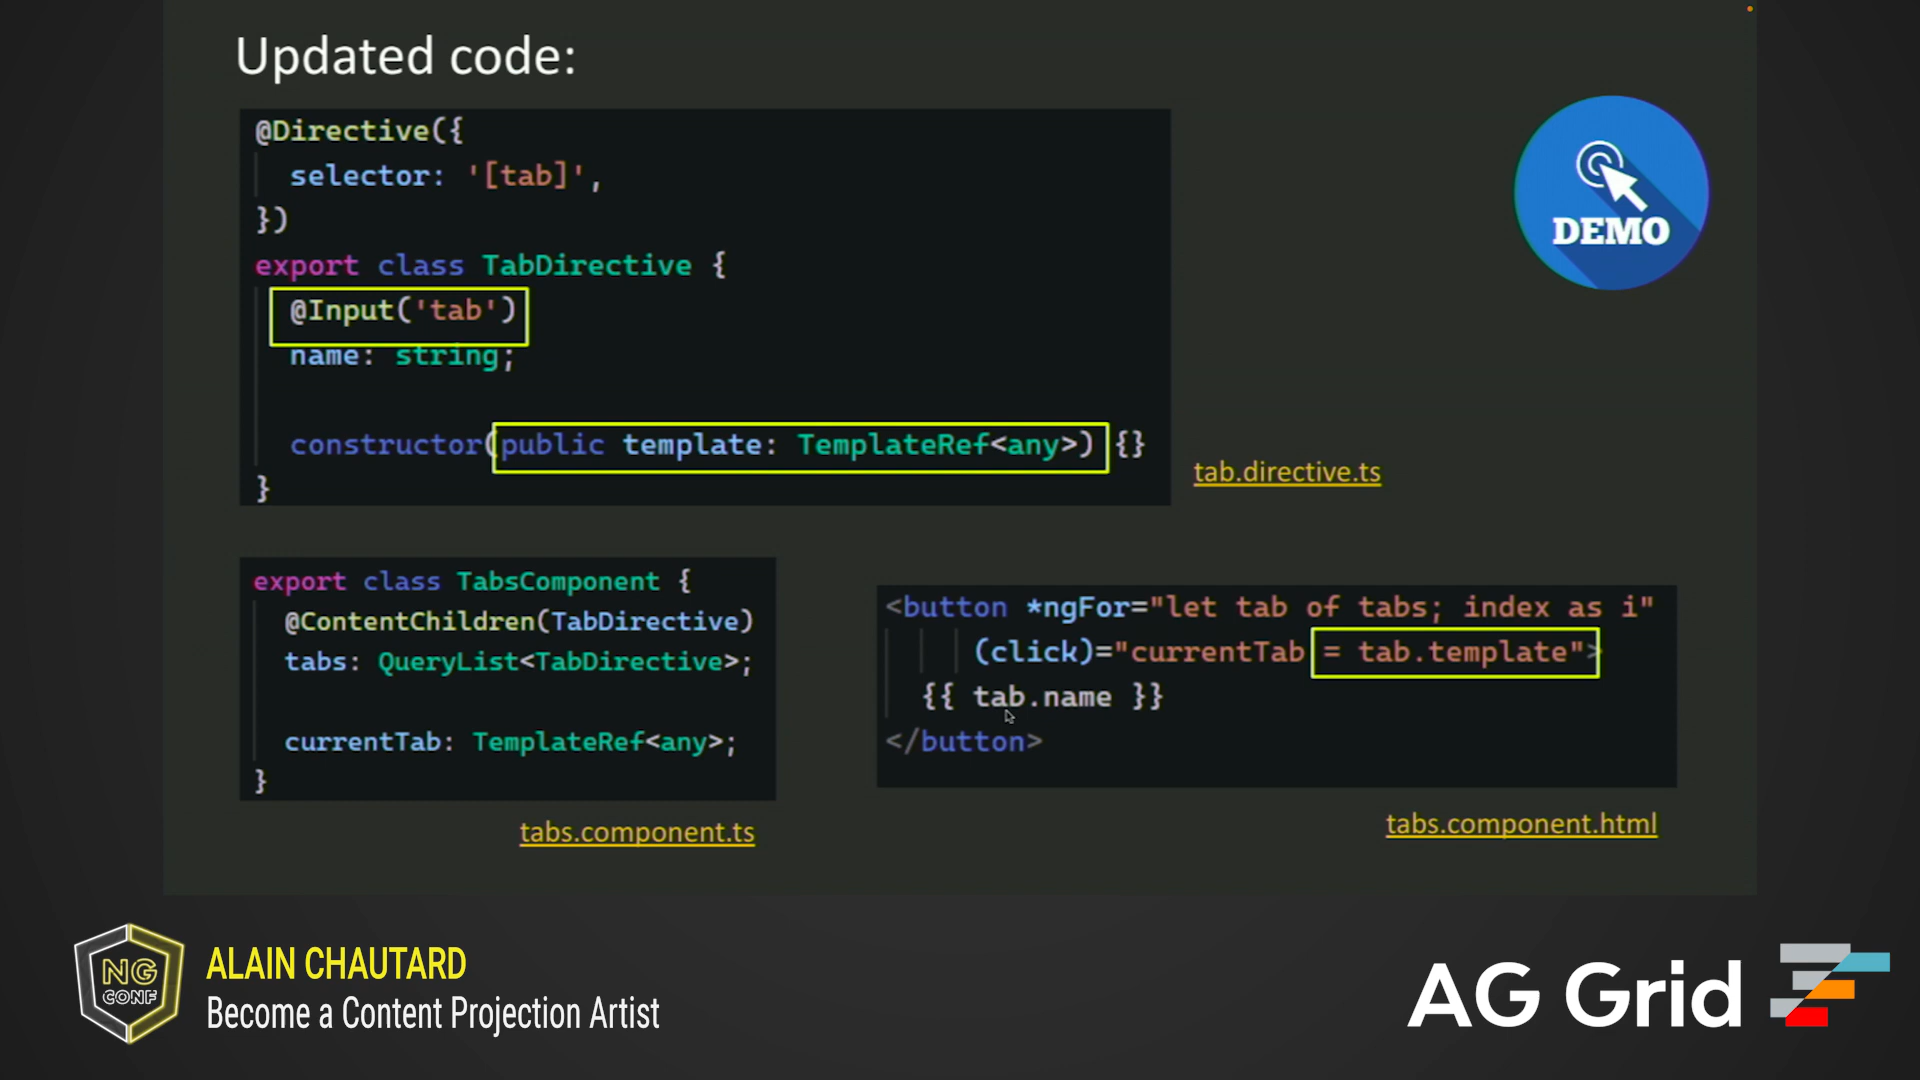 Updated code:
@Directive({
selector: '[tab]',
})
export class TabDirective {
@Input('tab')
name: string;
constructor(public template: TemplateRef<any>) {}
}
tab.directive.ts
DEMO
export class TabsComponent {
@ContentChildren(TabDirective)
tabs: QueryList<TabDirective>;
currentTab: TemplateRef<any>;
}
tabs.component.ts
<button *ngFor="let tab of tabs; index as i"
(click)="currentTab = tab.template">
{{ tab.name }}
</button>
tabs.component.html
NG
CONF
ALAIN CHAUTARD
Become a Content Projection Artist
AG Grid